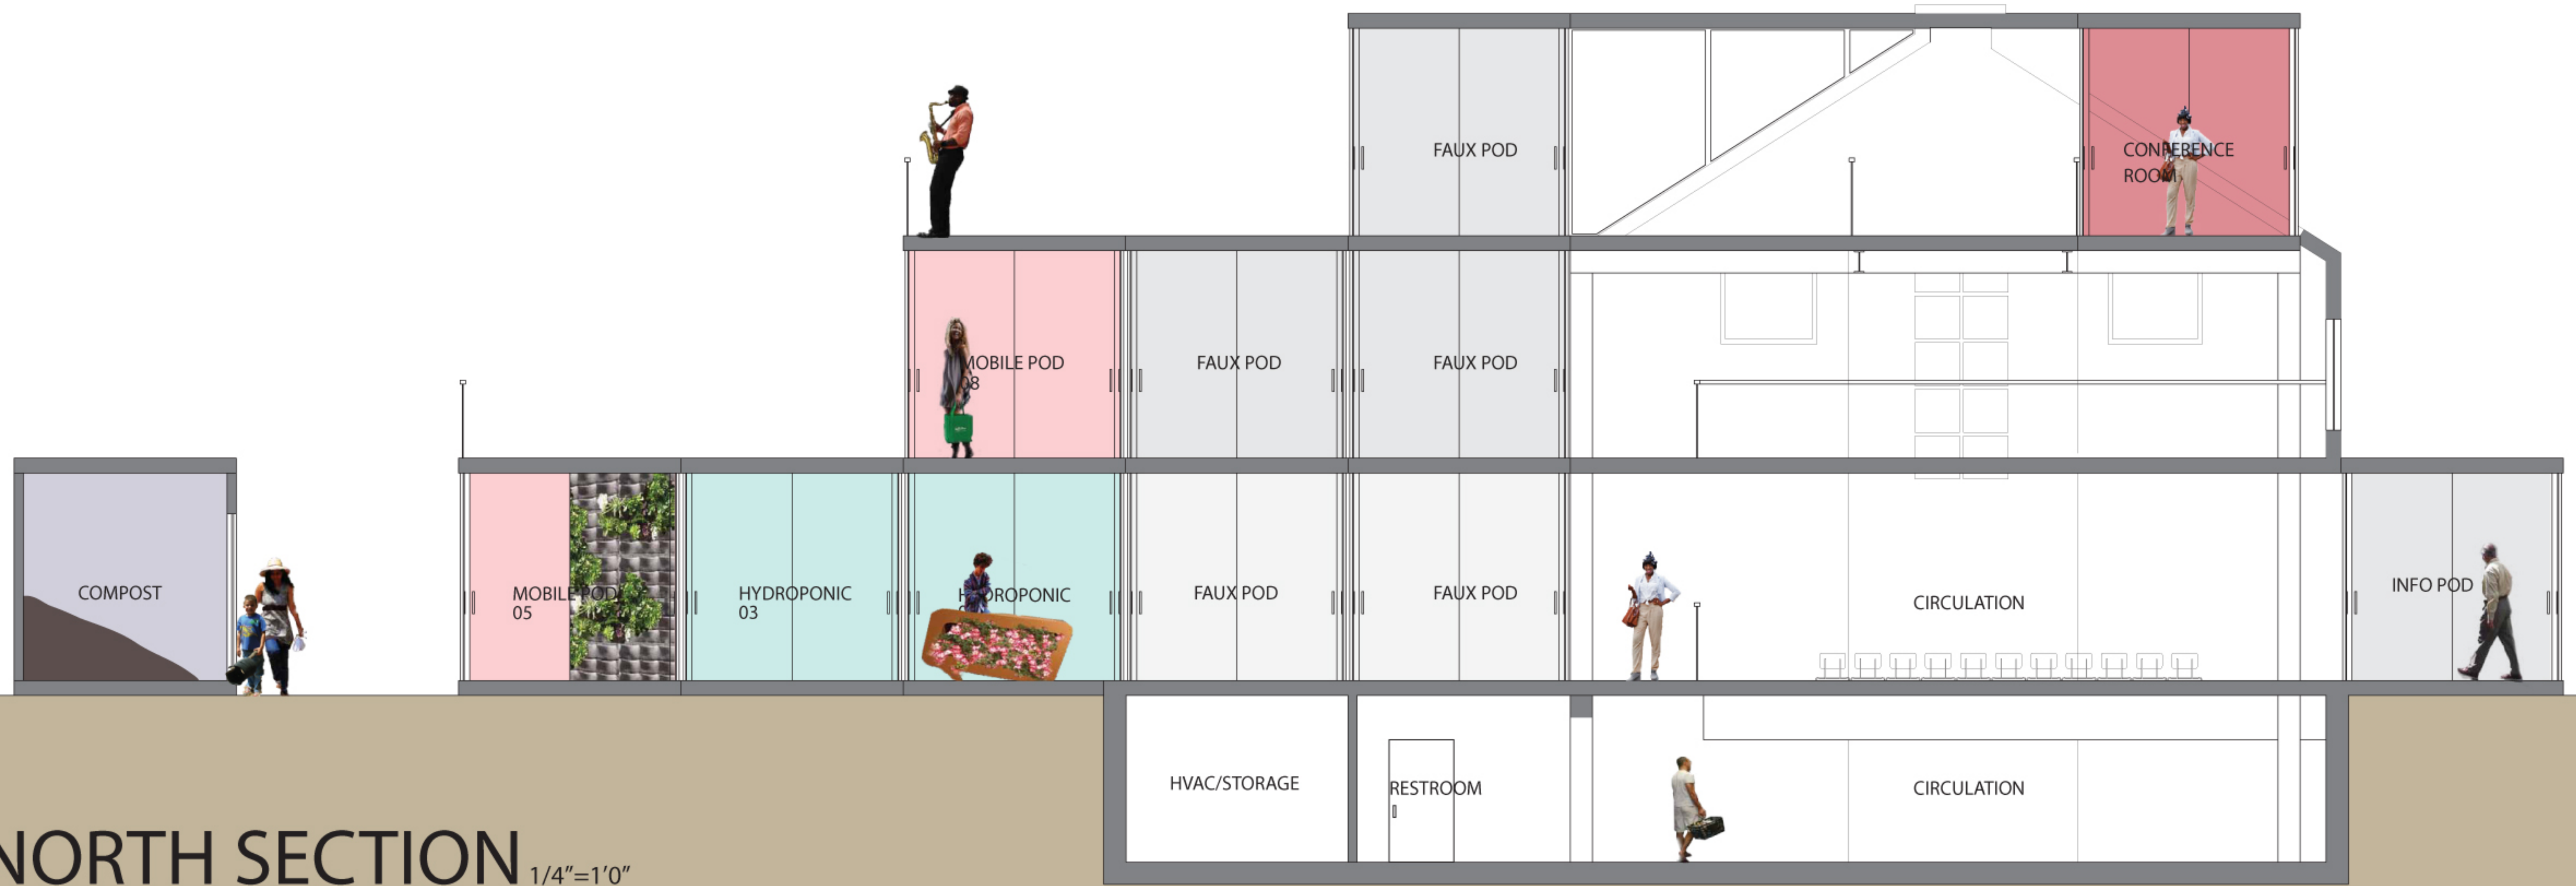 FAUX POD
CONFERENCE
ROOM
MOBILE POD
08
FAUX POD
FAUX POD
COMPOST
MOBILE POD
05
HYDROPONIC
03
HYDROPONIC
FAUX POD
FAUX POD
CIRCULATION
INFO POD
HVAC/STORAGE
RESTROOM
CIRCULATION
NORTH SECTION 1/4"=1'0"